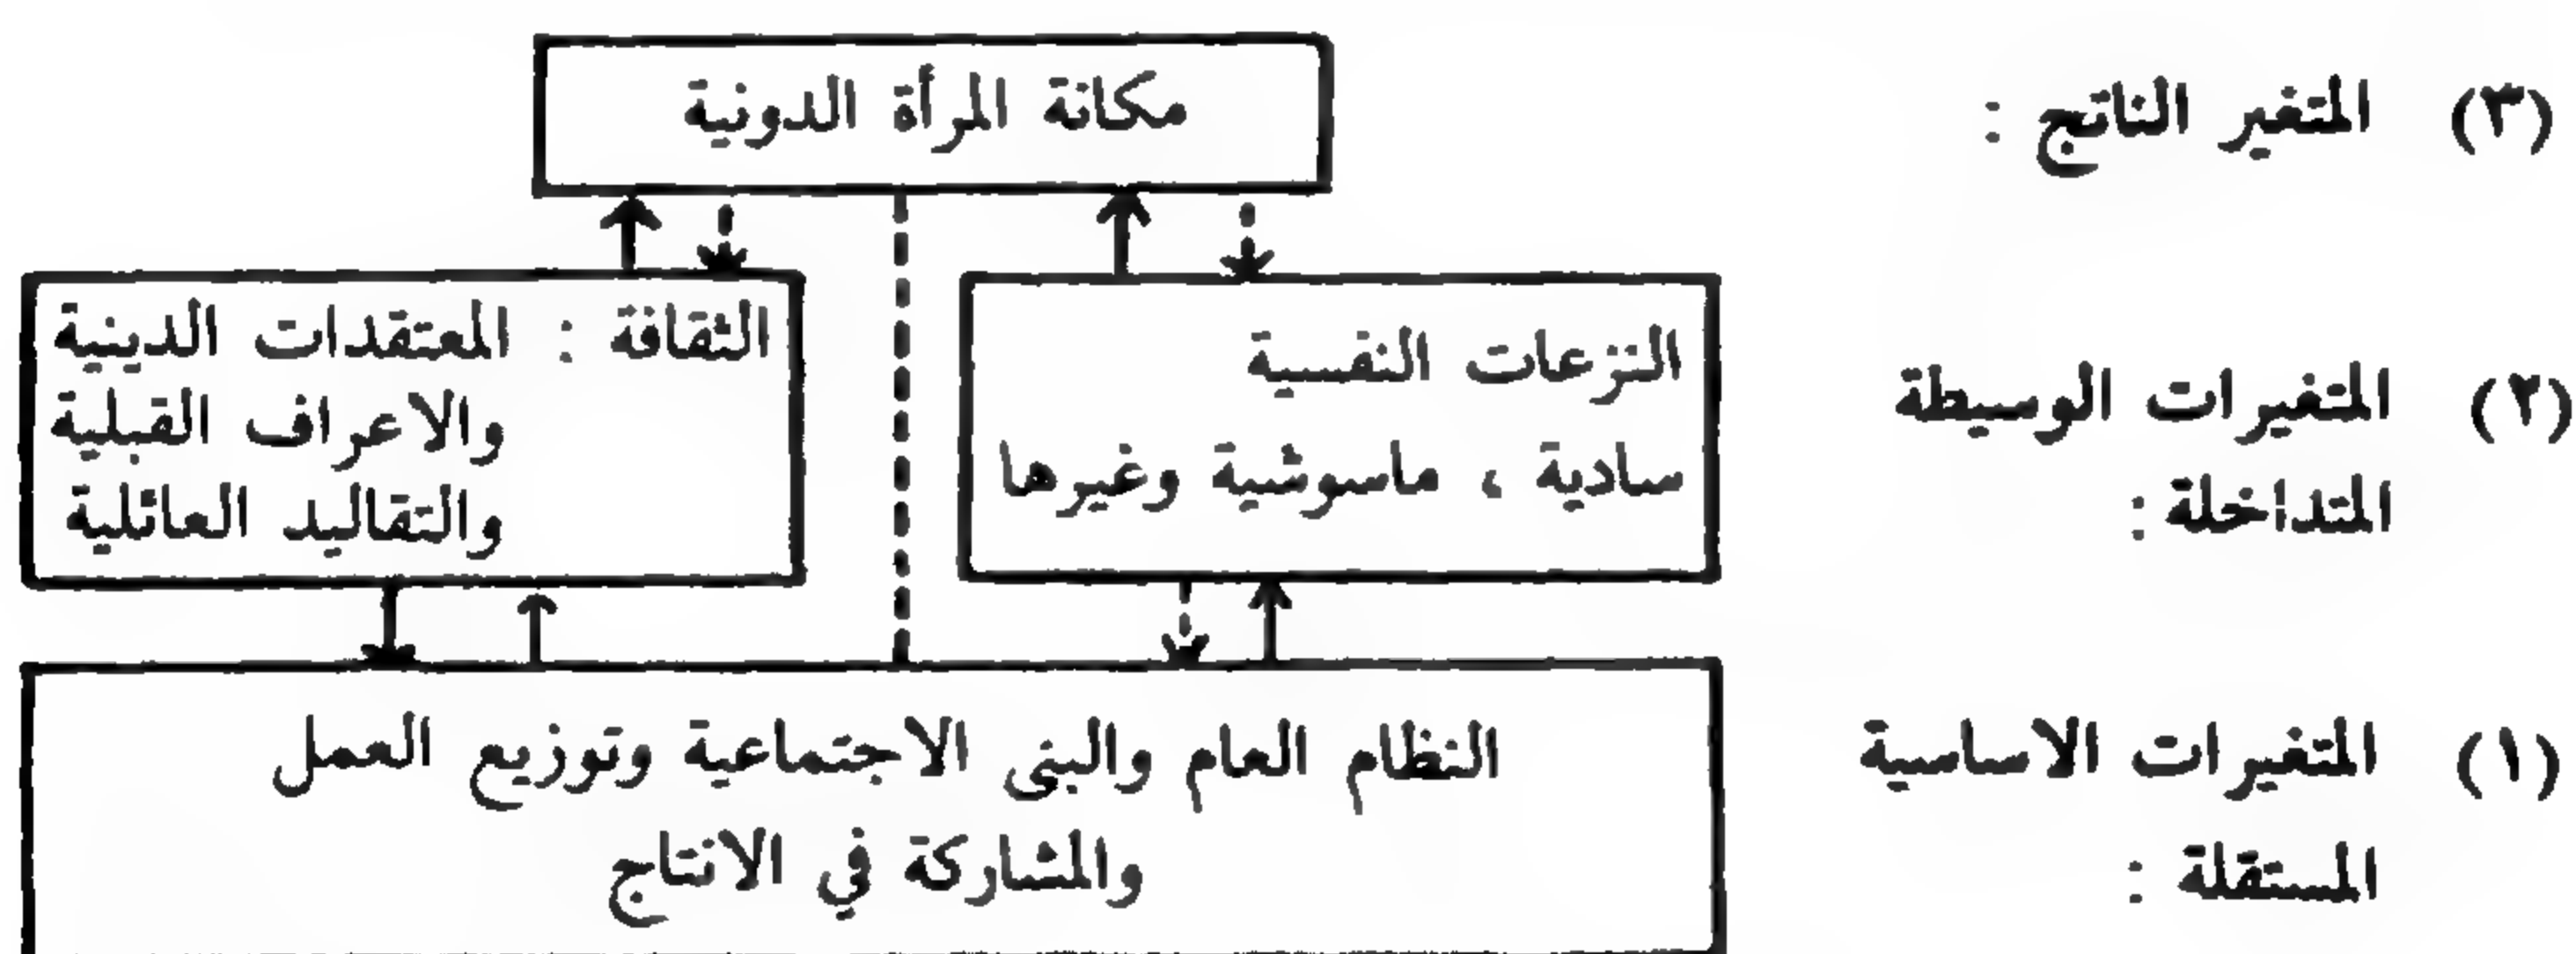 (٣) المتغير الناتج :
مكانة المرأة الدونية
(٢) المتغيرات الوسيطة
المتداخلة :
النزعات النفسية
سادية ، ماسوشية وغيرها
الثقافة : المعتقدات الدينية
والاعراف القبلية
والتقاليد العائلية
(١) المتغيرات الاساسية
المستقلة :
النظام العام والبنى الاجتماعية وتوزيع العمل
والمشاركة في الانتاج